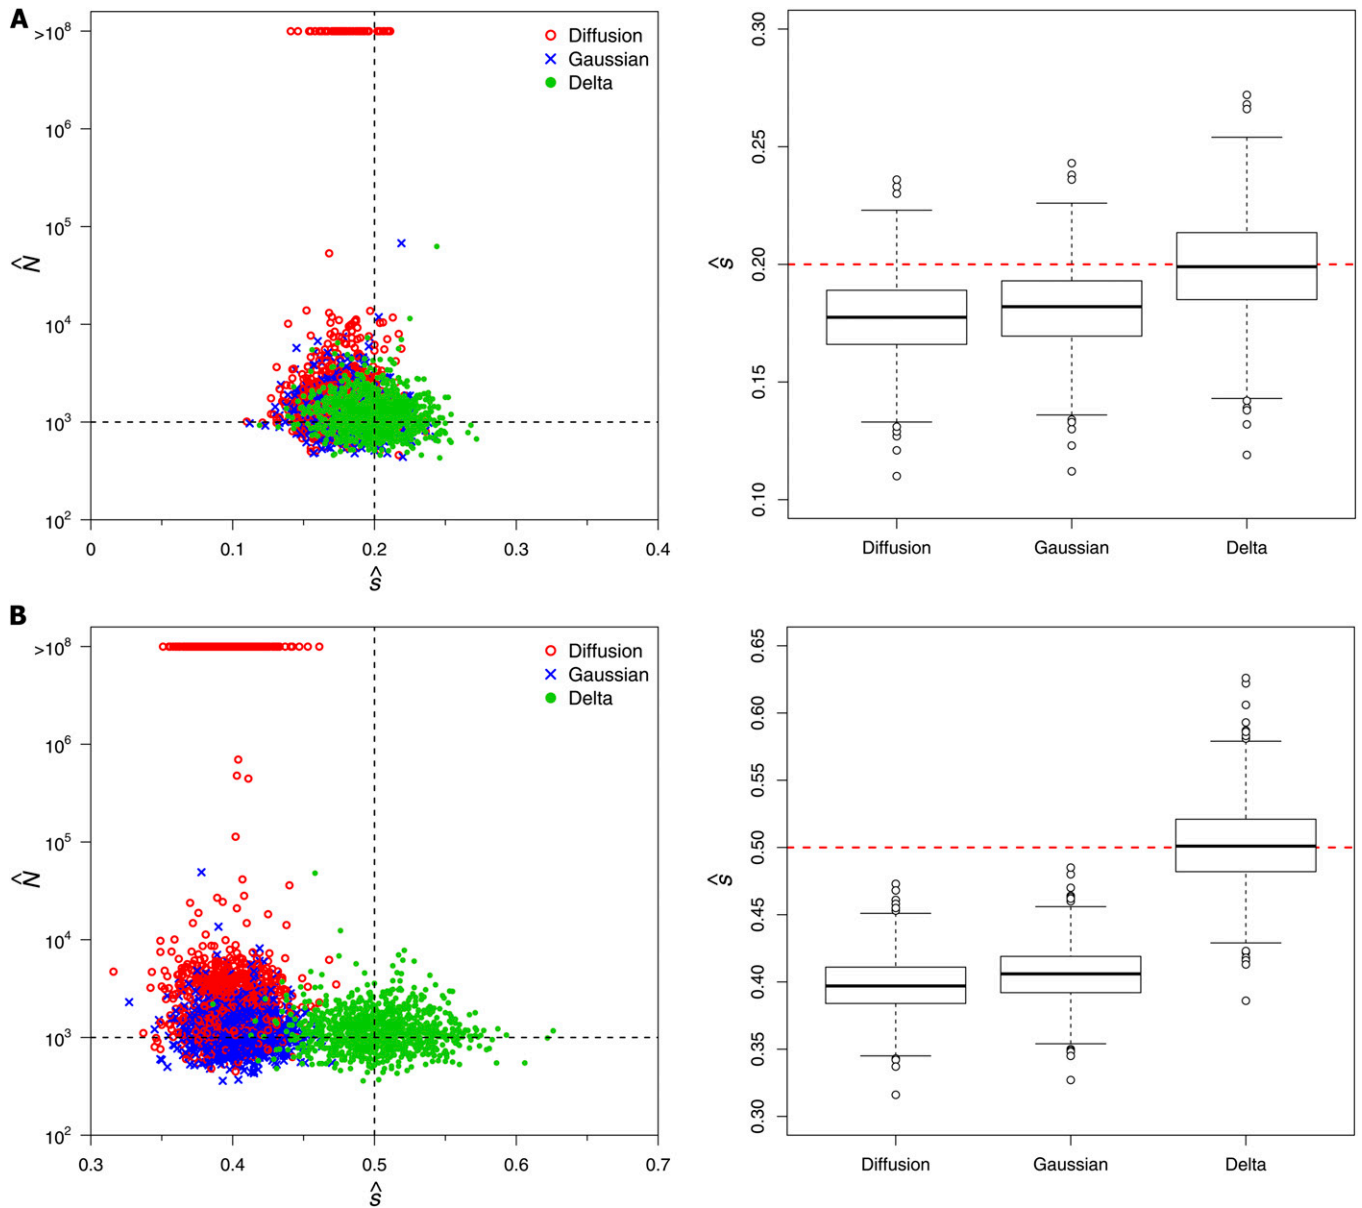 A
>10^8
10^6
10^5
10^4
10^3
10^2
N̂
0
0.1
0.2
0.3
0.4
ŝ
Diffusion
Gaussian
Delta
0.30
0.25
0.20
0.15
0.10
ŝ
Diffusion
Gaussian
Delta
B
>10^8
10^6
10^5
10^4
10^3
10^2
N̂
0.3
0.4
0.5
0.6
0.7
ŝ
Diffusion
Gaussian
Delta
0.65
0.60
0.55
0.50
0.45
0.40
0.35
0.30
ŝ
Diffusion
Gaussian
Delta